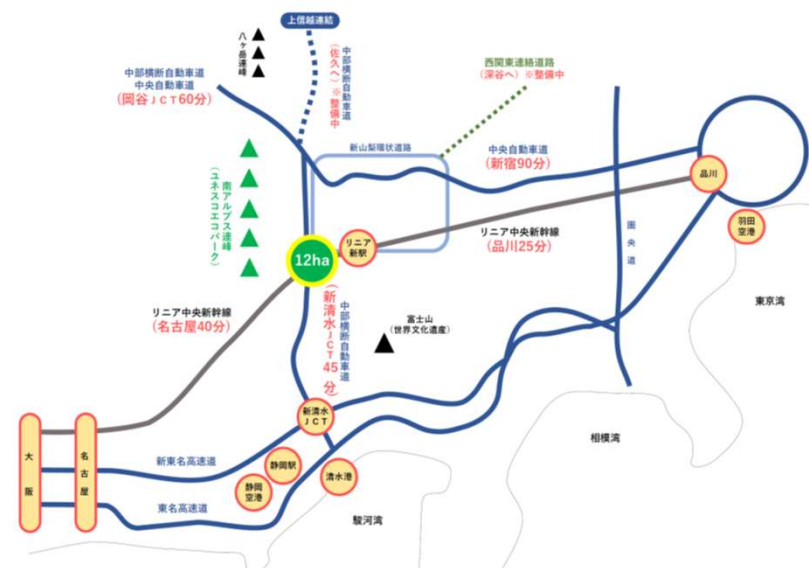 上信越連結
八ヶ岳連峰
中部横断自動車道
（佐久へ）※整備中
西関東連絡道路
（深谷へ）※整備中
中部横断自動車道
中央自動車道
（岡谷ＪＣＴ60分）
新山梨環状道路
中央自動車道
（新宿90分）
品川
南アルプス連峰
（ユネスコエコパーク）
羽田
空港
圏央道
リニア
新駅
リニア中央新幹線
（品川25分）
12ha
東京湾
リニア中央新幹線
（名古屋40分）
中部横断自動車道
（新清水ＪＣＴ45分）
富士山
（世界文化遺産）
新清水
ＪＣＴ
大阪
名古屋
新東名高速道
静岡駅
静岡
空港
清水港
相模湾
東名高速道
駿河湾